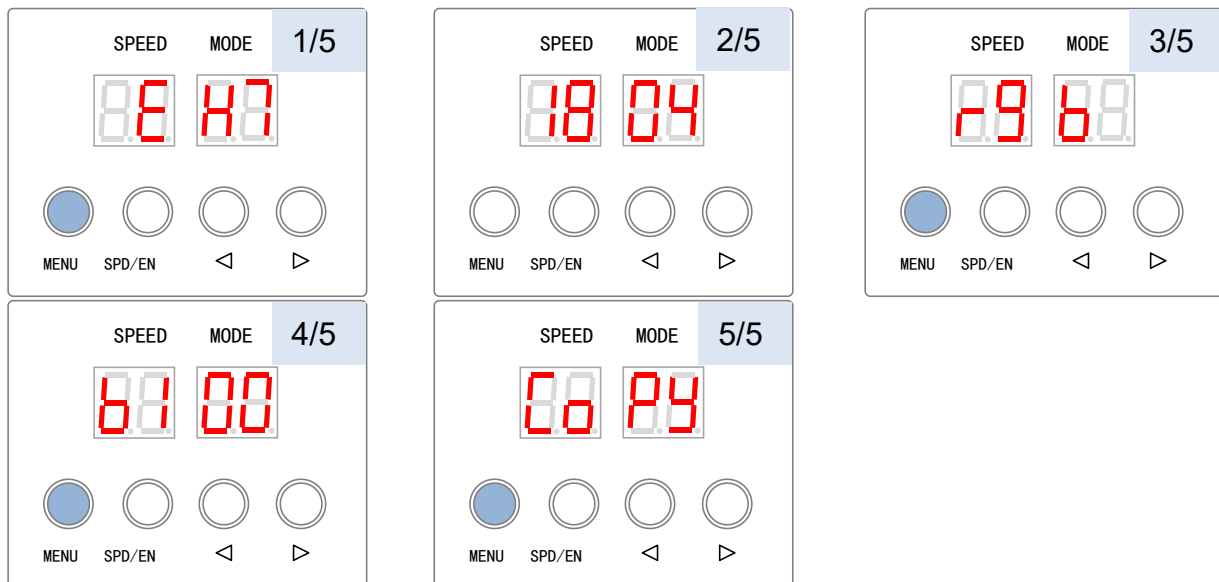 SPEED MODE 1/5
E H7
MENU SPD/EN ◁ ▷
SPEED MODE 2/5
18 04
MENU SPD/EN ◁ ▷
SPEED MODE 3/5
rg b
MENU SPD/EN ◁ ▷
SPEED MODE 4/5
b1 00
MENU SPD/EN ◁ ▷
SPEED MODE 5/5
Co Py
MENU SPD/EN ◁ ▷